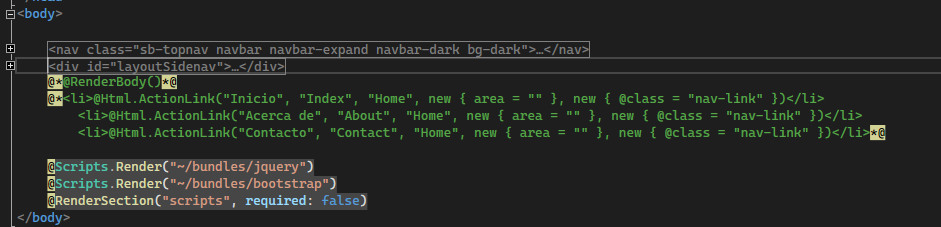 <body>
<nav class="sb-topnav navbar navbar-expand navbar-dark bg-dark">…</nav>
<div id="layoutSidenav">…</div>
@*@RenderBody()*@
@*<li>@Html.ActionLink("Inicio", "Index", "Home", new { area = "" }, new { @class = "nav-link" })</li>
<li>@Html.ActionLink("Acerca de", "About", "Home", new { area = "" }, new { @class = "nav-link" })</li>
<li>@Html.ActionLink("Contacto", "Contact", "Home", new { area = "" }, new { @class = "nav-link" })</li>*@
@Scripts.Render("~/bundles/jquery")
@Scripts.Render("~/bundles/bootstrap")
@RenderSection("scripts", required: false)
</body>